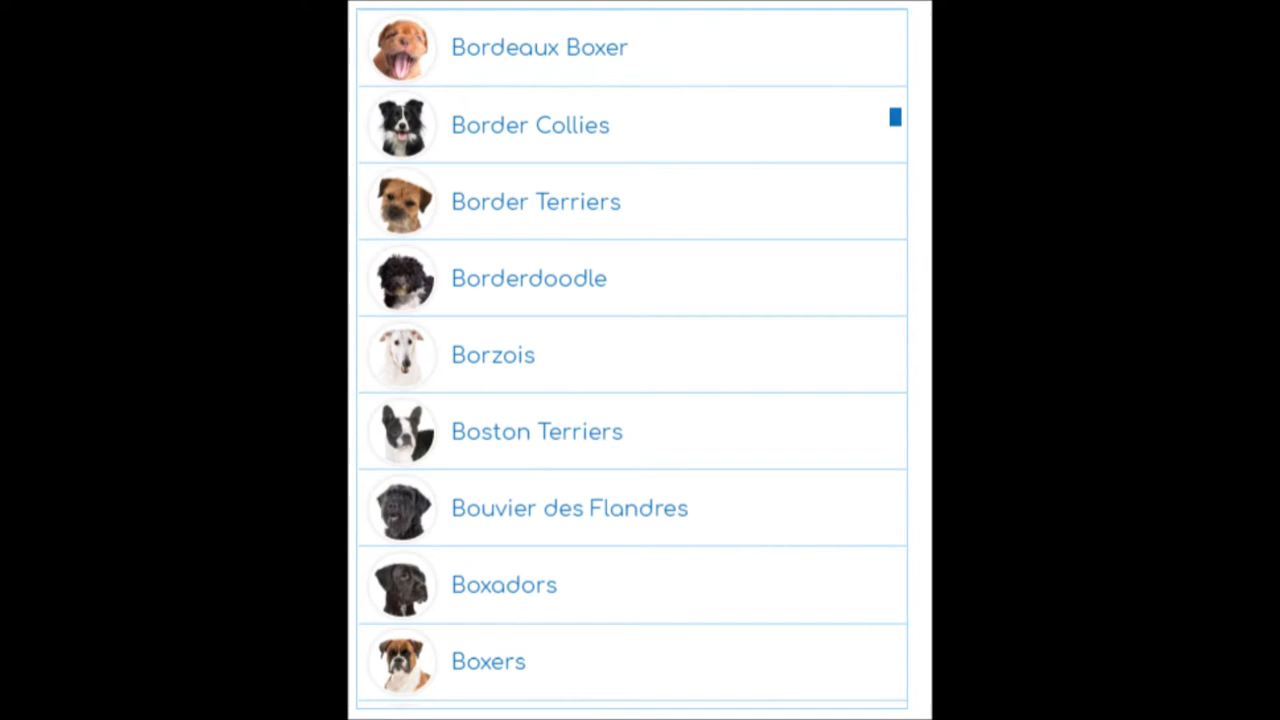 Bordeaux Boxer
Border Collies
Border Terriers
Borderdoodle
Borzois
Boston Terriers
Bouvier des Flandres
Boxadors
Boxers